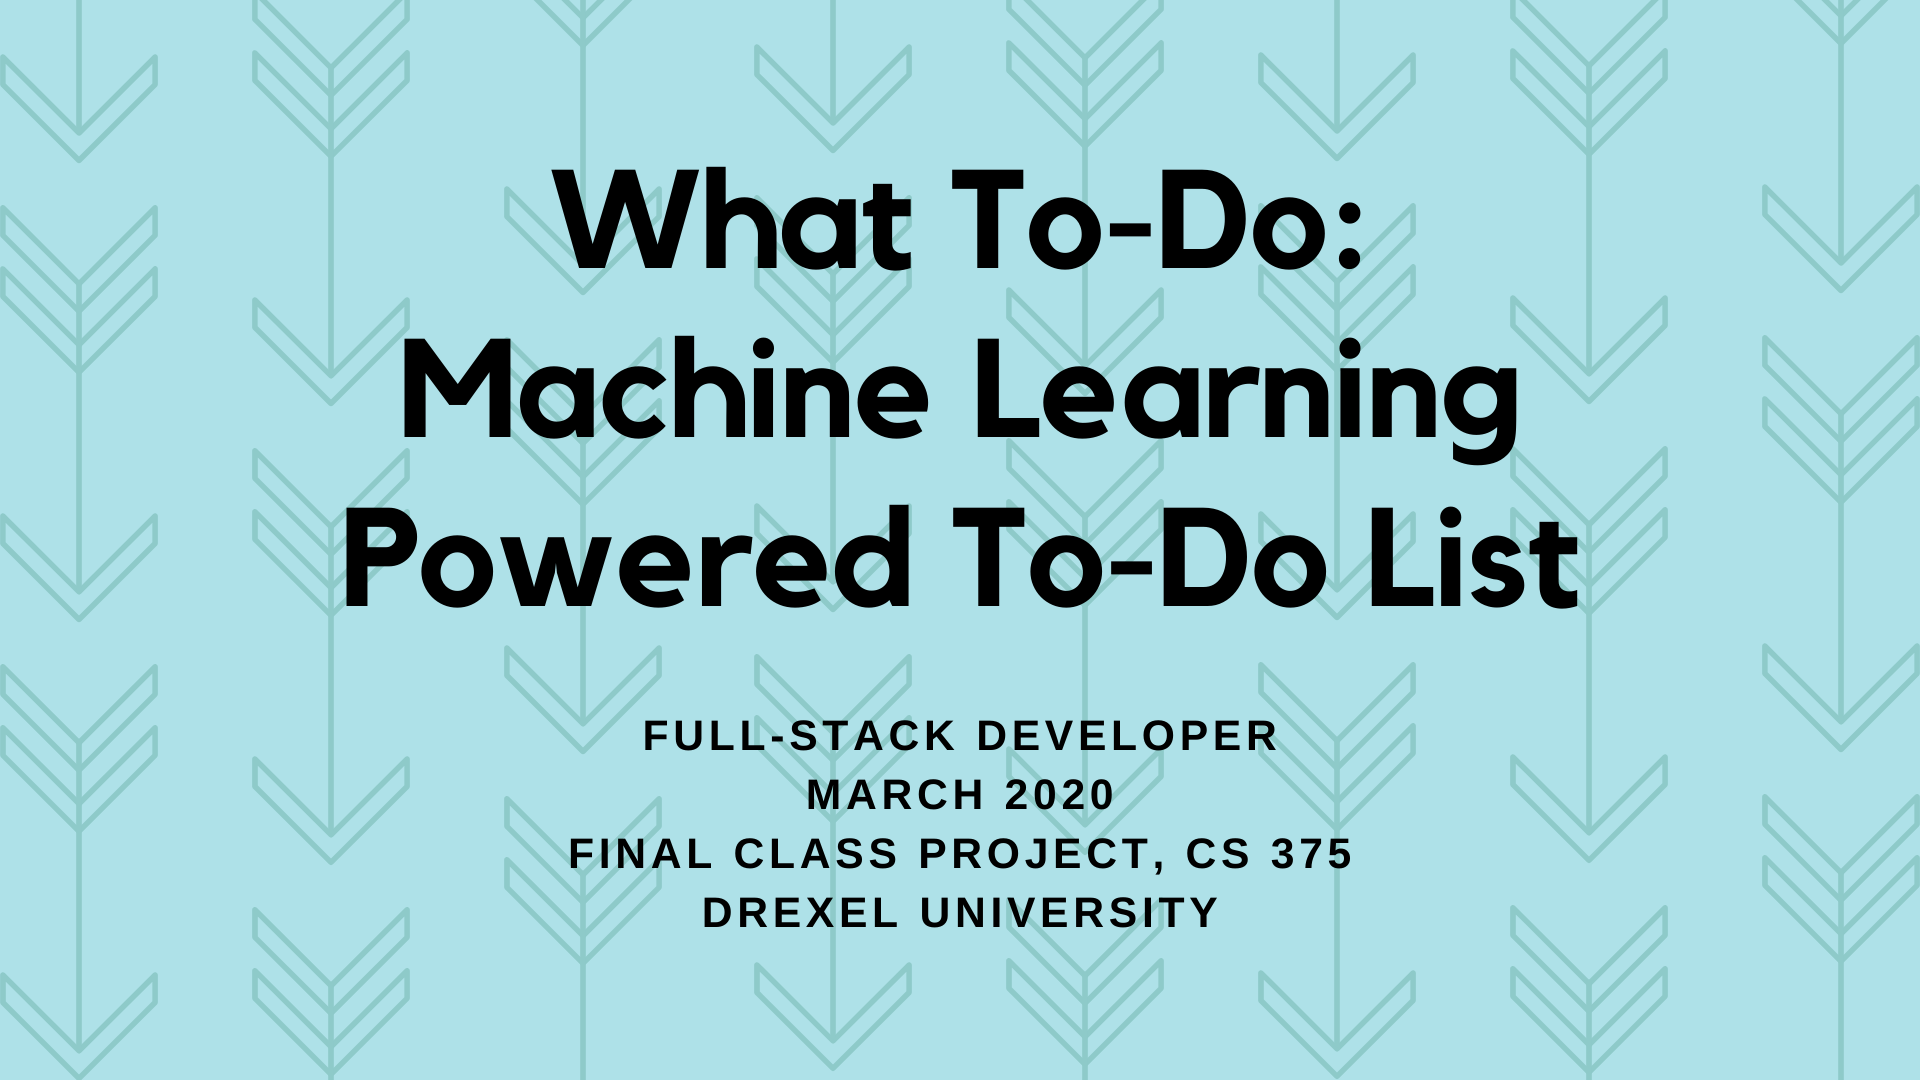 What To-Do:
Machine Learning
Powered To-Do List
FULL-STACK DEVELOPER
MARCH 2020
FINAL CLASS PROJECT, CS 375
DREXEL UNIVERSITY